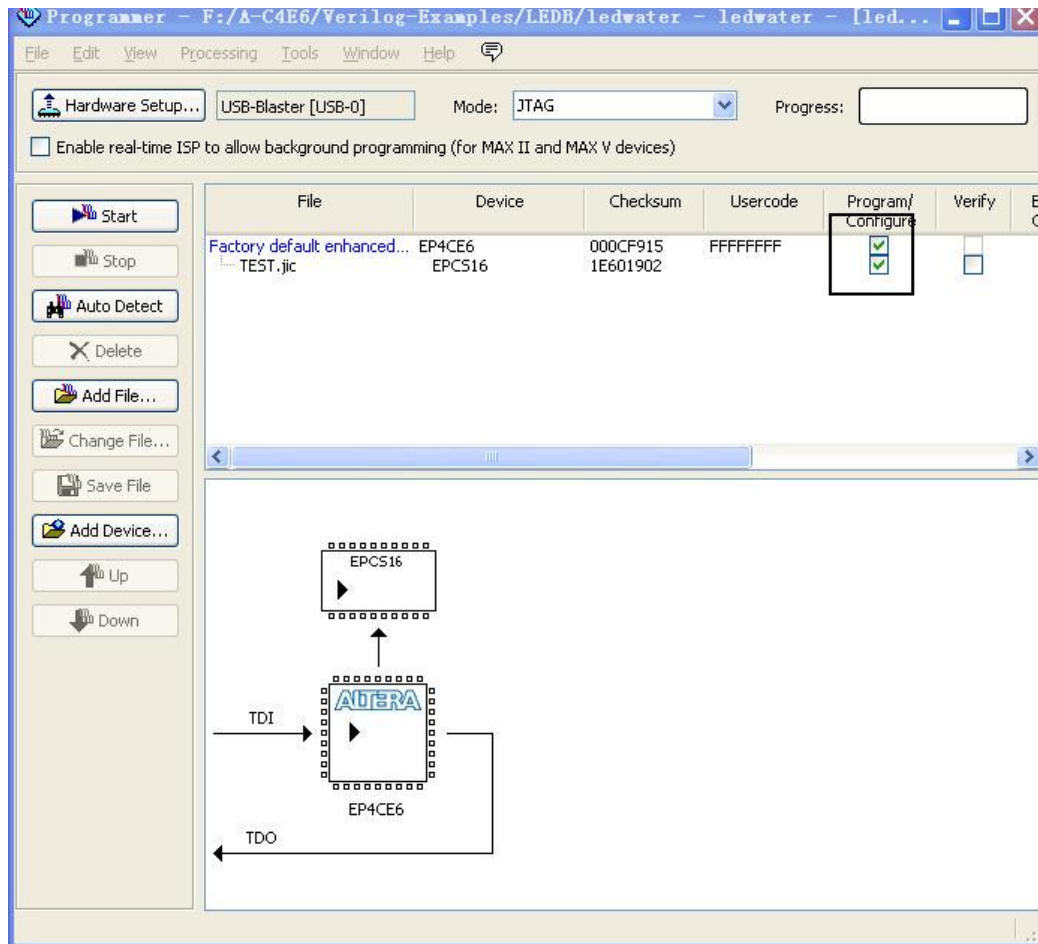 Programmer - F:/A-C4E6/Verilog-Examples/LEDB/ledwater - ledwater - [led...
File Edit View Processing Tools Window Help
Hardware Setup... USB-Blaster [USB-0] Mode: JTAG Progress:
Enable real-time ISP to allow background programming (for MAX II and MAX V devices)
File Device Checksum Usercode Program/ Verify E
Configure C
Start
Stop
Auto Detect
Delete
Add File...
Change File...
Save File
Add Device...
Up
Down
Factory default enhanced... EP4CE6 000CF915 FFFFFFFF
TEST.jic EPCS16 1E601902
EPCS16
ALTERA
TDI
EP4CE6
TDO